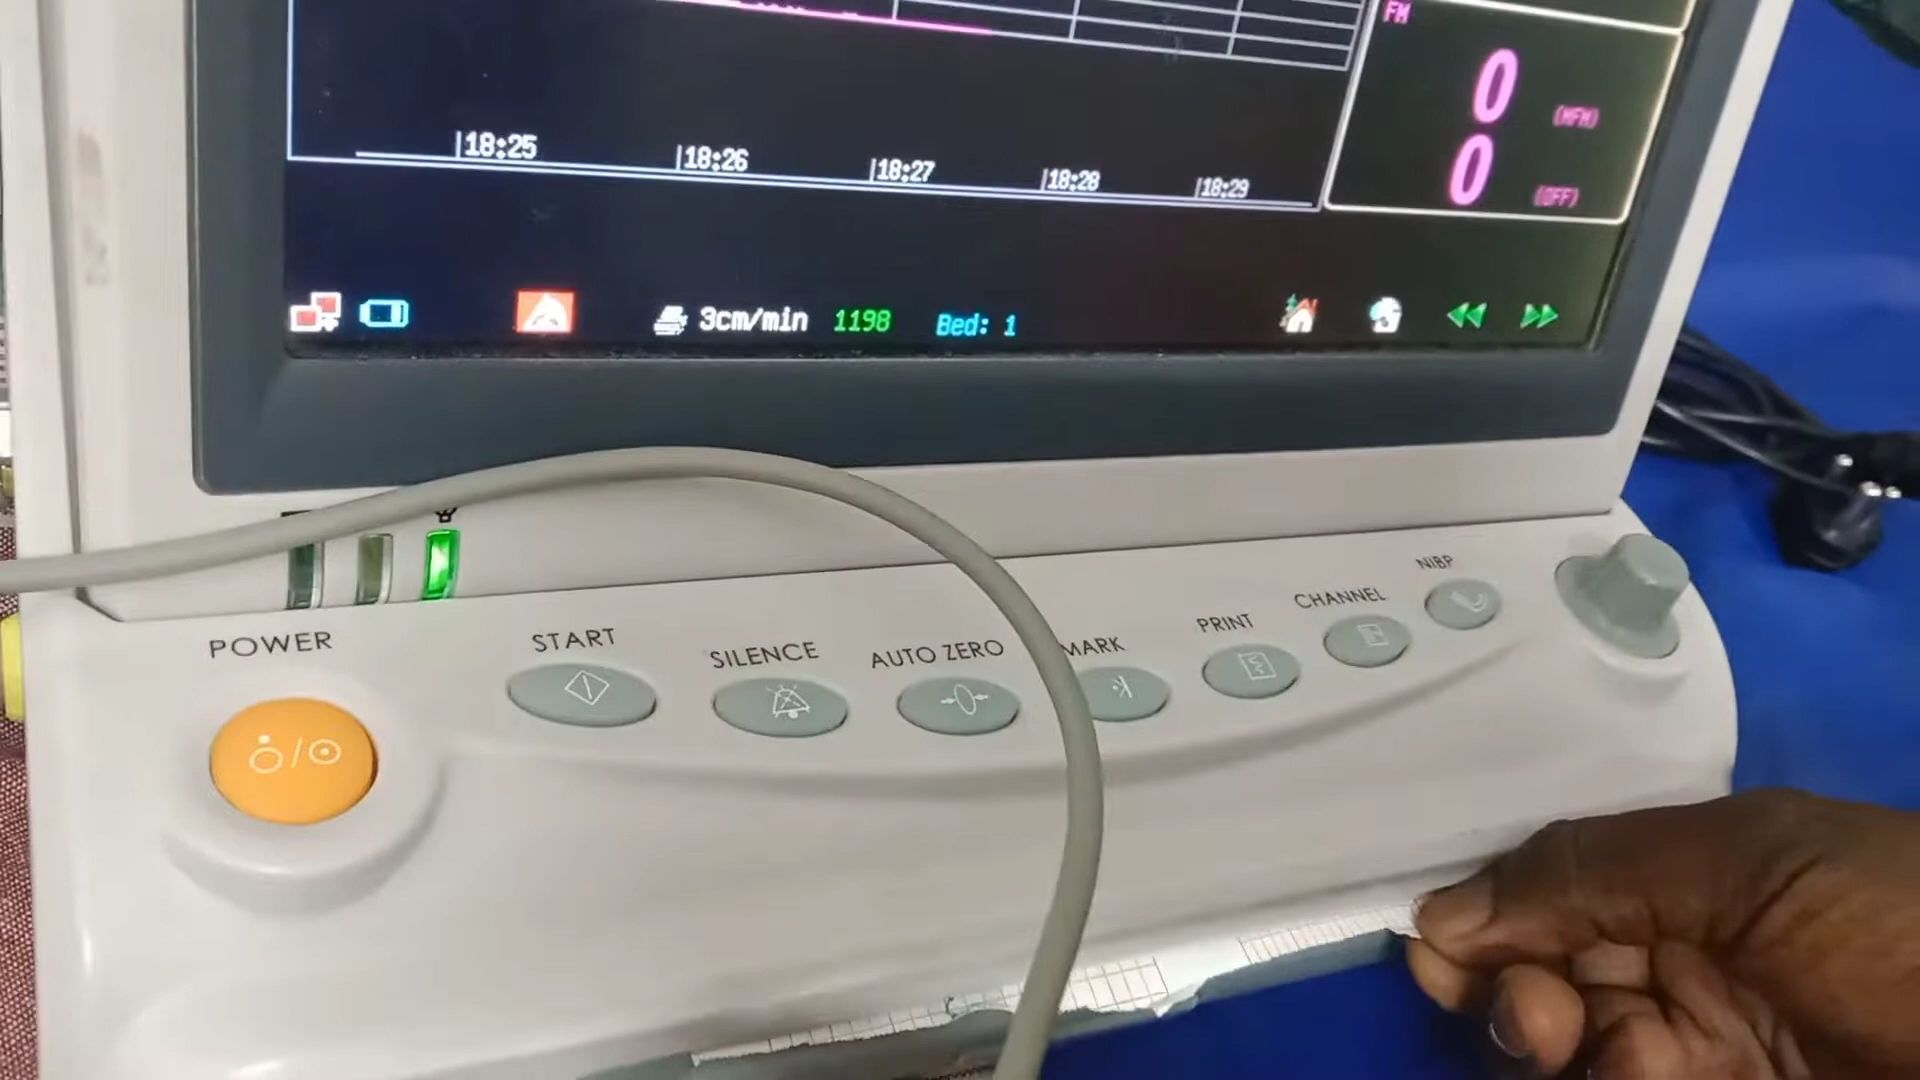 FM
0 (MFM)
0 (OFF)
18:25 18:26 18:27 18:28 18:29
3cm/min 1198 Bed: 1
POWER START SILENCE AUTO ZERO MARK PRINT CHANNEL NIBP